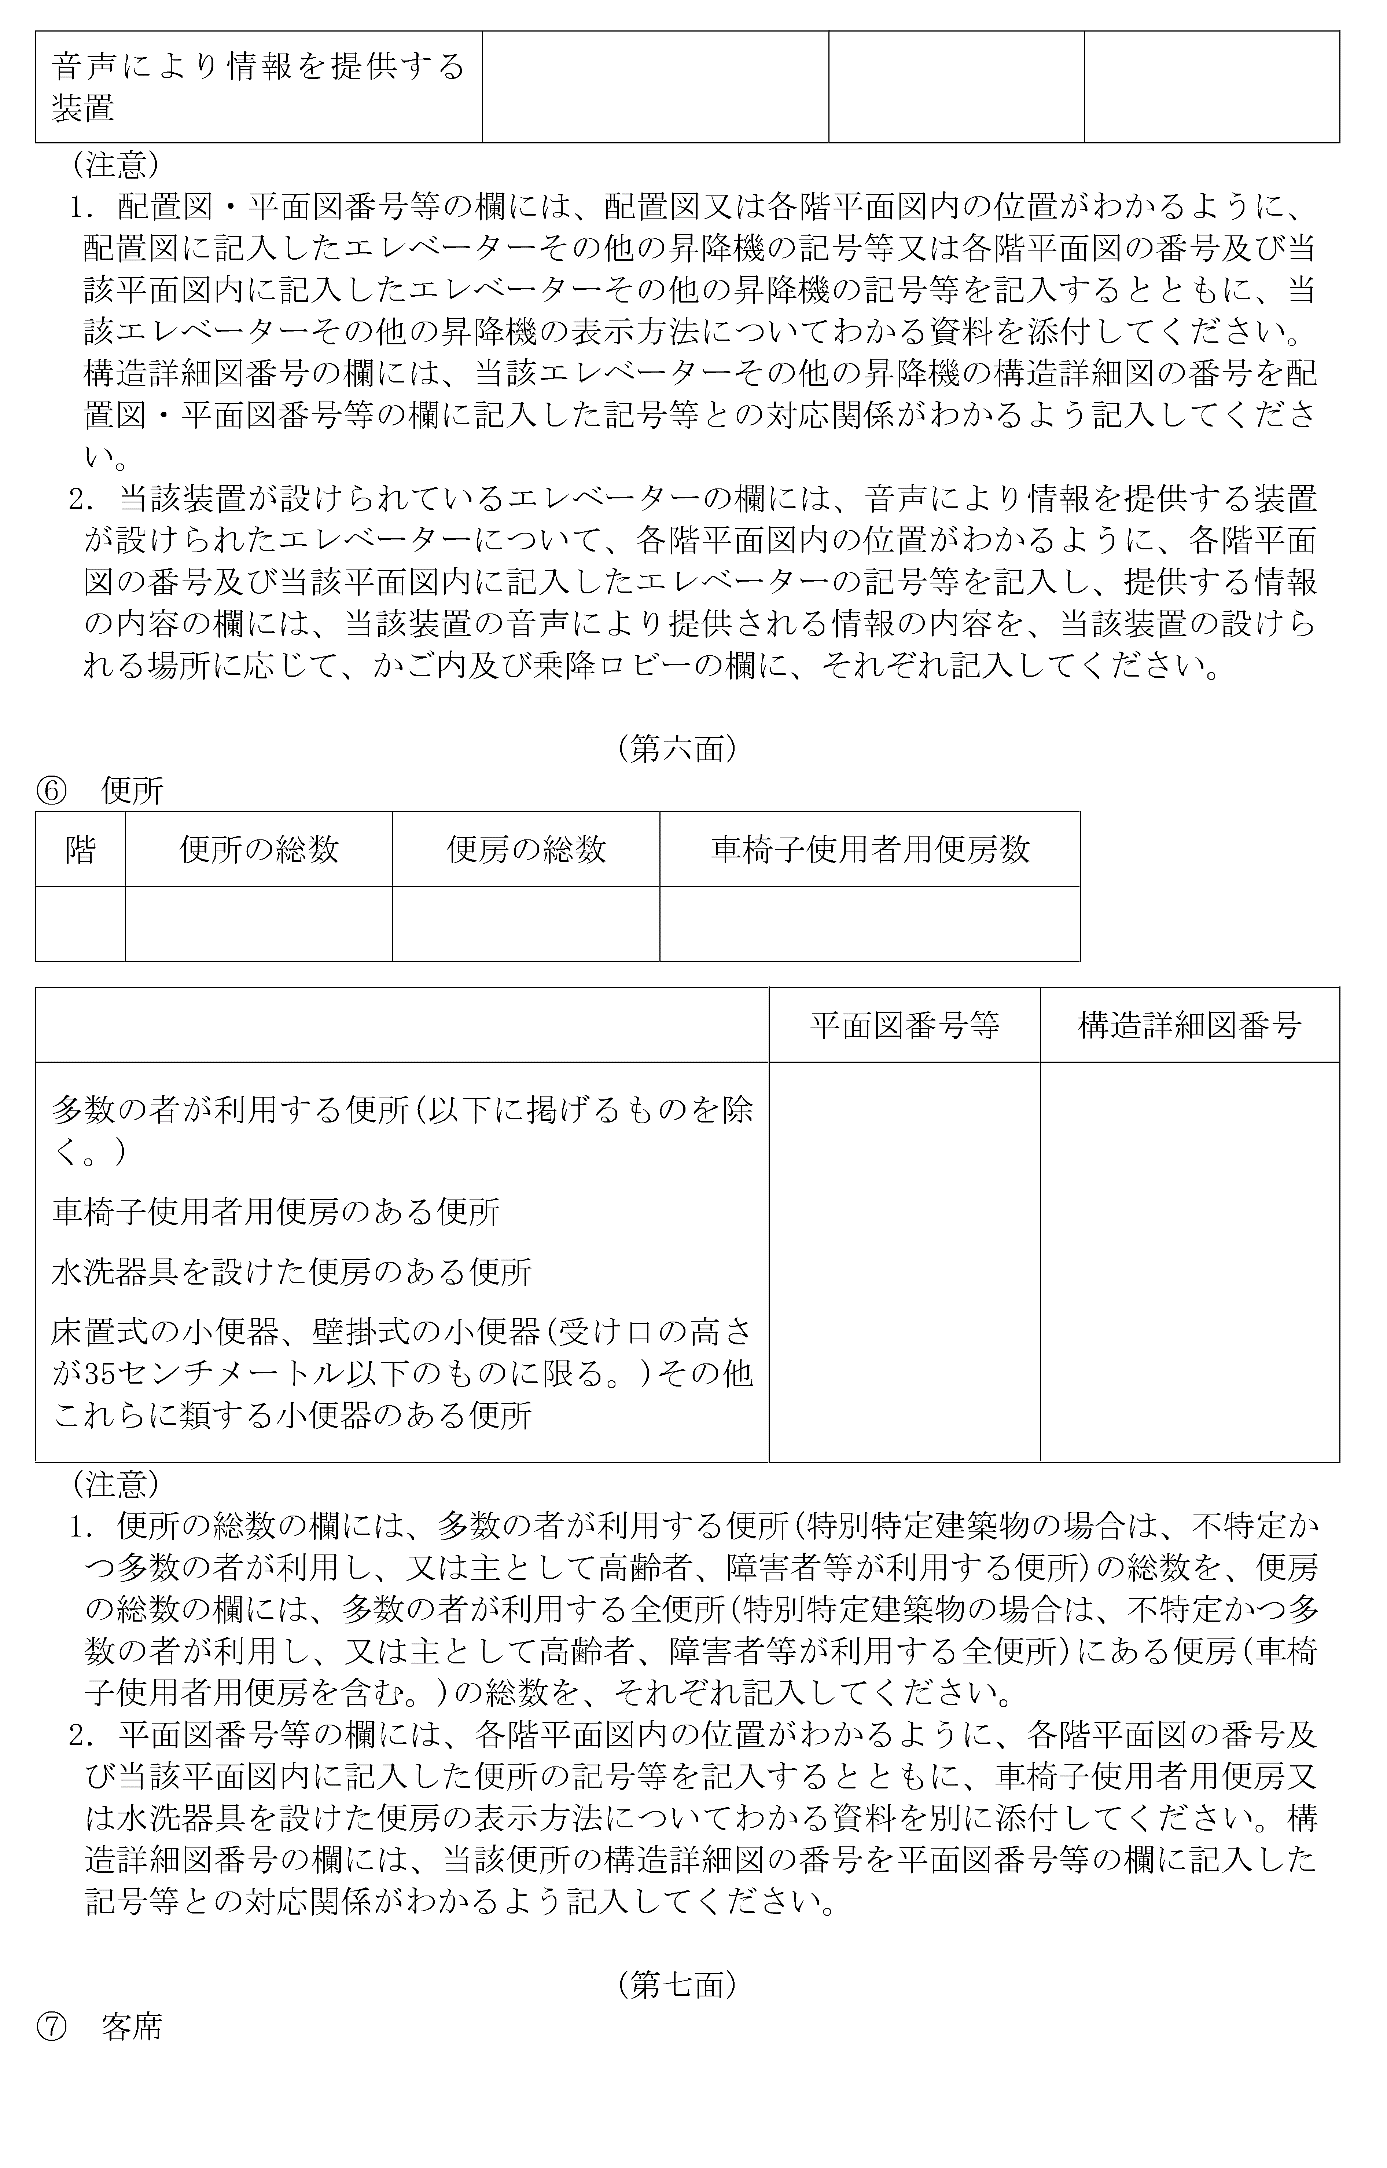 音声により情報を提供する
装置
（注意）
1．配置図・平面図番号等の欄には、配置図又は各階平面図内の位置がわかるように、
配置図に記入したエレベーターその他の昇降機の記号等又は各階平面図の番号及び当
該平面図内に記入したエレベーターその他の昇降機の記号等を記入するとともに、当
該エレベーターその他の昇降機の表示方法についてわかる資料を添付してください。
構造詳細図番号の欄には、当該エレベーターその他の昇降機の構造詳細図の番号を配
置図・平面図番号等の欄に記入した記号等との対応関係がわかるよう記入してくださ
い。
2．当該装置が設けられているエレベーターの欄には、音声により情報を提供する装置
が設けられたエレベーターについて、各階平面図内の位置がわかるように、各階平面
図の番号及び当該平面図内に記入したエレベーターの記号等を記入し、提供する情報
の内容の欄には、当該装置の音声により提供される情報の内容を、当該装置の設けら
れる場所に応じて、かご内及び乗降ロビーの欄に、それぞれ記入してください。
（第六面）
⑥　便所
階　便所の総数　便房の総数　車椅子使用者用便房数
平面図番号等　構造詳細図番号
多数の者が利用する便所(以下に掲げるものを除
く。)
車椅子使用者用便房のある便所
水洗器具を設けた便房のある便所
床置式の小便器、壁掛式の小便器(受け口の高さ
が35センチメートル以下のものに限る。)その他
これらに類する小便器のある便所
（注意）
1．便所の総数の欄には、多数の者が利用する便所(特別特定建築物の場合は、不特定か
つ多数の者が利用し、又は主として高齢者、障害者等が利用する便所)の総数を、便房
の総数の欄には、多数の者が利用する全便所(特別特定建築物の場合は、不特定かつ多
数の者が利用し、又は主として高齢者、障害者等が利用する全便所)にある便房(車椅
子使用者用便房を含む。)の総数を、それぞれ記入してください。
2．平面図番号等の欄には、各階平面図内の位置がわかるように、各階平面図の番号及
び当該平面図内に記入した便所の記号等を記入するとともに、車椅子使用者用便房又
は水洗器具を設けた便房の表示方法についてわかる資料を別に添付してください。構
造詳細図番号の欄には、当該便所の構造詳細図の番号を平面図番号等の欄に記入した
記号等との対応関係がわかるよう記入してください。
（第七面）
⑦　客席